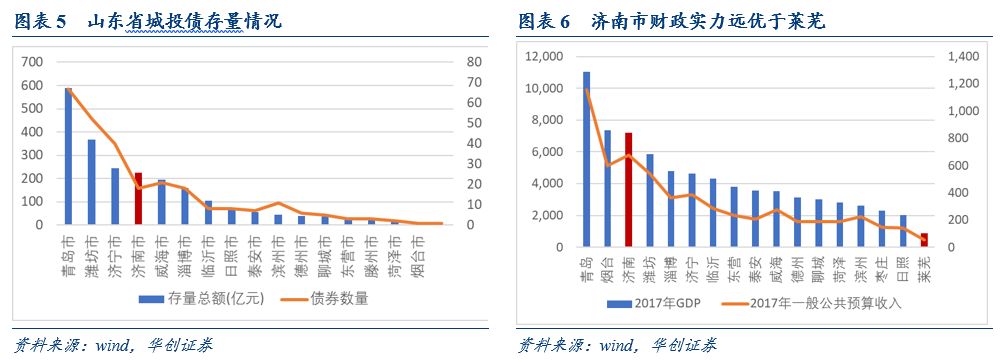 图表 5 山东省城投债存量情况
700
600
500
400
300
200
100
0
80
70
60
50
40
30
20
10
0
青岛市
潍坊市
济宁市
济南市
威海市
淄博市
临沂市
日照市
泰安市
滨州市
德州市
聊城市
东营市
滕州市
菏泽市
烟台市
存量总额(亿元)
债券数量
资料来源：wind，华创证券
图表 6 济南市财政实力远优于莱芜
12,000
10,000
8,000
6,000
4,000
2,000
0
1,400
1,200
1,000
800
600
400
200
0
青岛
烟台
济南
潍坊
淄博
济宁
临沂
东营
泰安
威海
德州
聊城
菏泽
滨州
枣庄
日照
莱芜
2017年GDP
2017年一般公共预算收入
资料来源：wind，华创证券